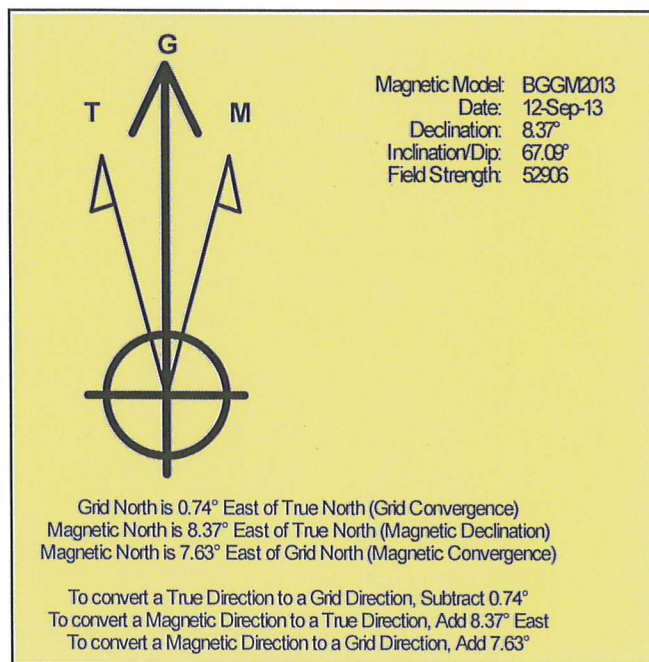 G
T
M
Magnetic Model: BGGM2013
Date: 12-Sep-13
Declination: 8.37°
Inclination/Dip: 67.09°
Field Strength: 52906
Grid North is 0.74° East of True North (Grid Convergence)
Magnetic North is 8.37° East of True North (Magnetic Declination)
Magnetic North is 7.63° East of Grid North (Magnetic Convergence)
To convert a True Direction to a Grid Direction, Subtract 0.74°
To convert a Magnetic Direction to a True Direction, Add 8.37° East
To convert a Magnetic Direction to a Grid Direction, Add 7.63°